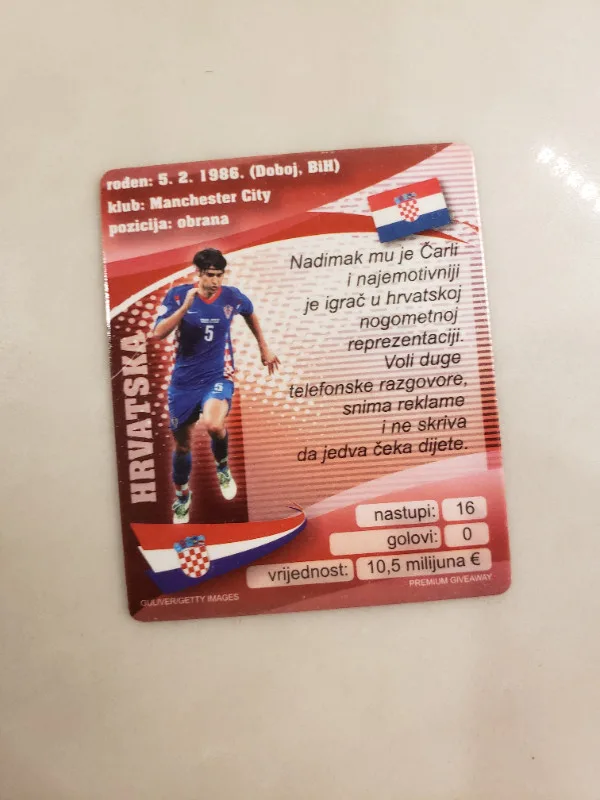 rođen: 5. 2. 1986. (Doboj, BiH)
klub: Manchester City
pozicija: obrana
Nadimak mu je Čarli
i najemotivniji
je igrač u hrvatskoj
nogometnoj
reprezentaciji.
Voli duge
telefonske razgovore,
snima reklame
i ne skriva
da jedva čeka dijete.
HRVATSKA
5
5
nastupi: 16
golovi: 0
vrijednost: 10,5 milijuna €
GULIVER/GETTY IMAGES
PREMIUM GIVEAWAY